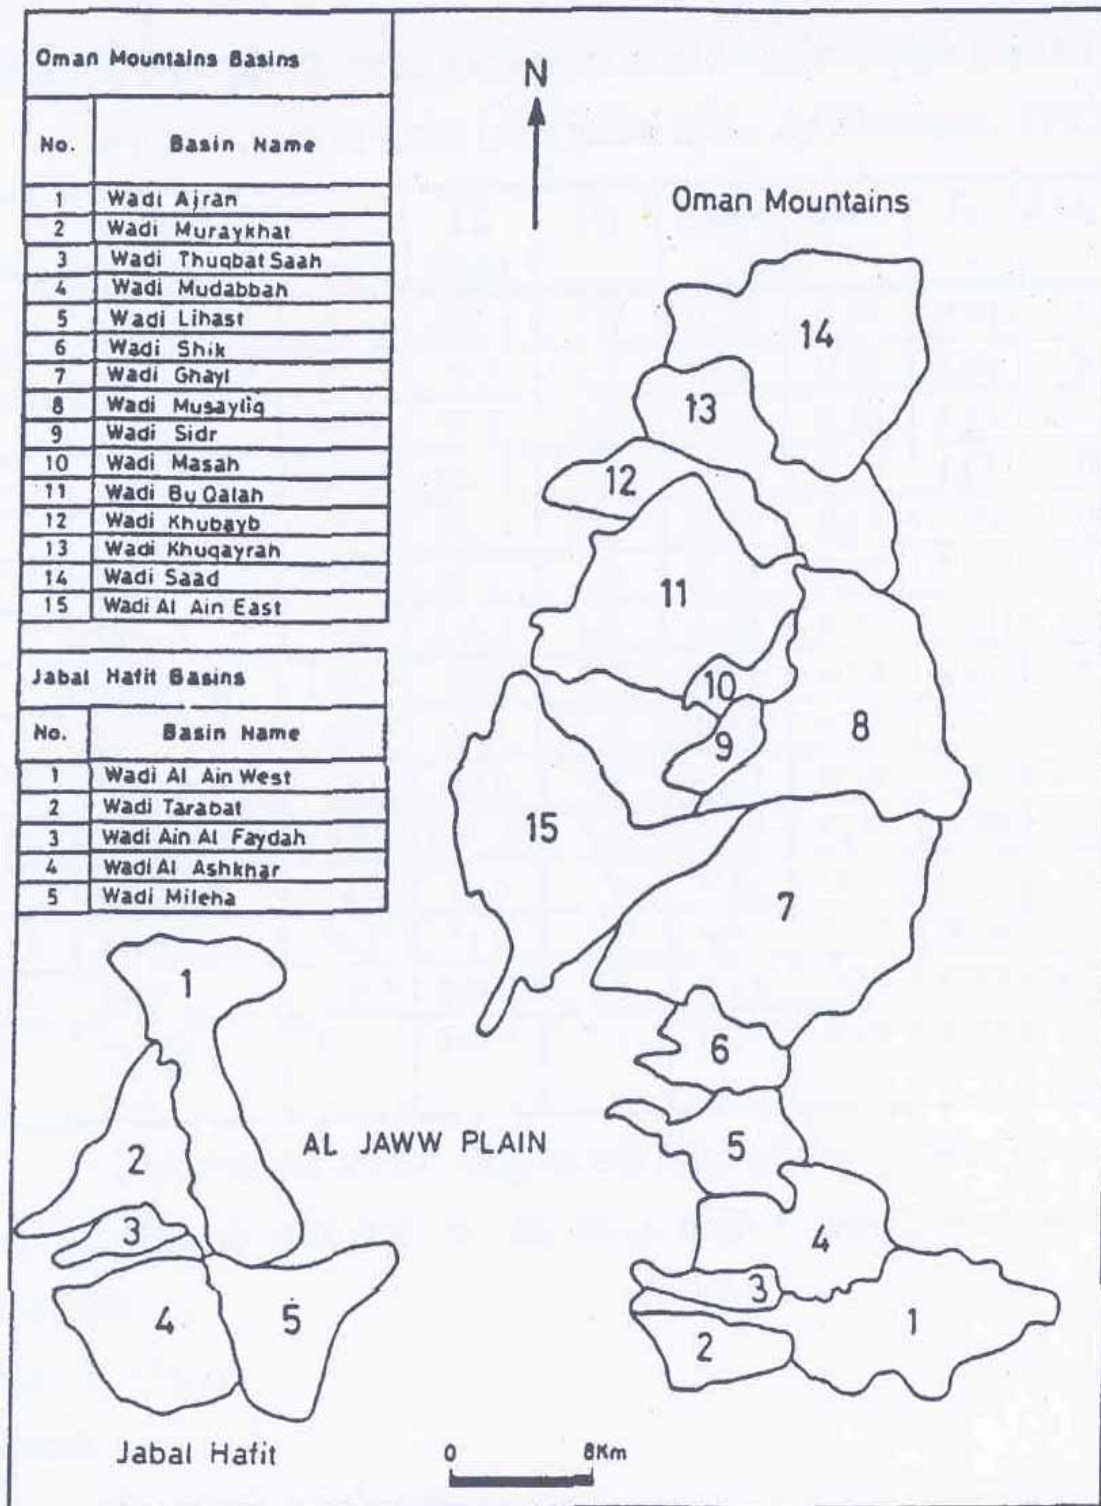 Oman Mountains Basins
No. Basin Name
1 Wadi Ajran
2 Wadi Muraykhat
3 Wadi Thuqbat Saah
4 Wadi Mudabbah
5 Wadi Lihast
6 Wadi Shik
7 Wadi Ghayl
8 Wadi Musayliq
9 Wadi Sidr
10 Wadi Masah
11 Wadi Bu Qalah
12 Wadi Khubayb
13 Wadi Khuqayrah
14 Wadi Saad
15 Wadi Al Ain East
Jabal Hafit Basins
No. Basin Name
1 Wadi Al Ain West
2 Wadi Tarabat
3 Wadi Ain Al Faydah
4 Wadi Al Ashkhar
5 Wadi Mileha
N
Oman Mountains
14
13
12
11
10
9
8
15
7
6
5
4
3
2
1
1
2
AL JAWW PLAIN
3
4
5
Jabal Hafit
0 8Km